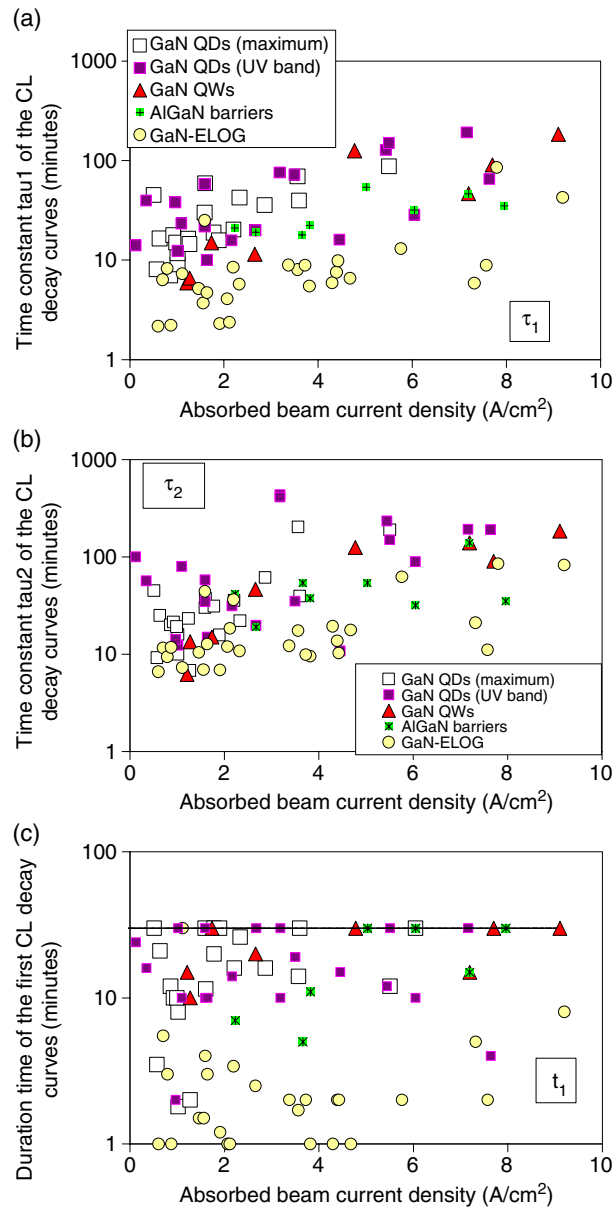 (a)
GaN QDs (maximum)
GaN QDs (UV band)
GaN QWs
AlGaN barriers
GaN-ELOG
Time constant tau1 of the CL
decay curves (minutes)
1000
100
10
1
τ1
0 2 4 6 8 10
Absorbed beam current density (A/cm²)
(b)
τ2
Time constant tau2 of the CL
decay curves (minutes)
1000
100
10
1
GaN QDs (maximum)
GaN QDs (UV band)
GaN QWs
AlGaN barriers
GaN-ELOG
0 2 4 6 8 10
Absorbed beam current density (A/cm²)
(c)
Duration time of the first CL decay
curves (minutes)
100
10
1
t1
0 2 4 6 8 10
Absorbed beam current density (A/cm²)